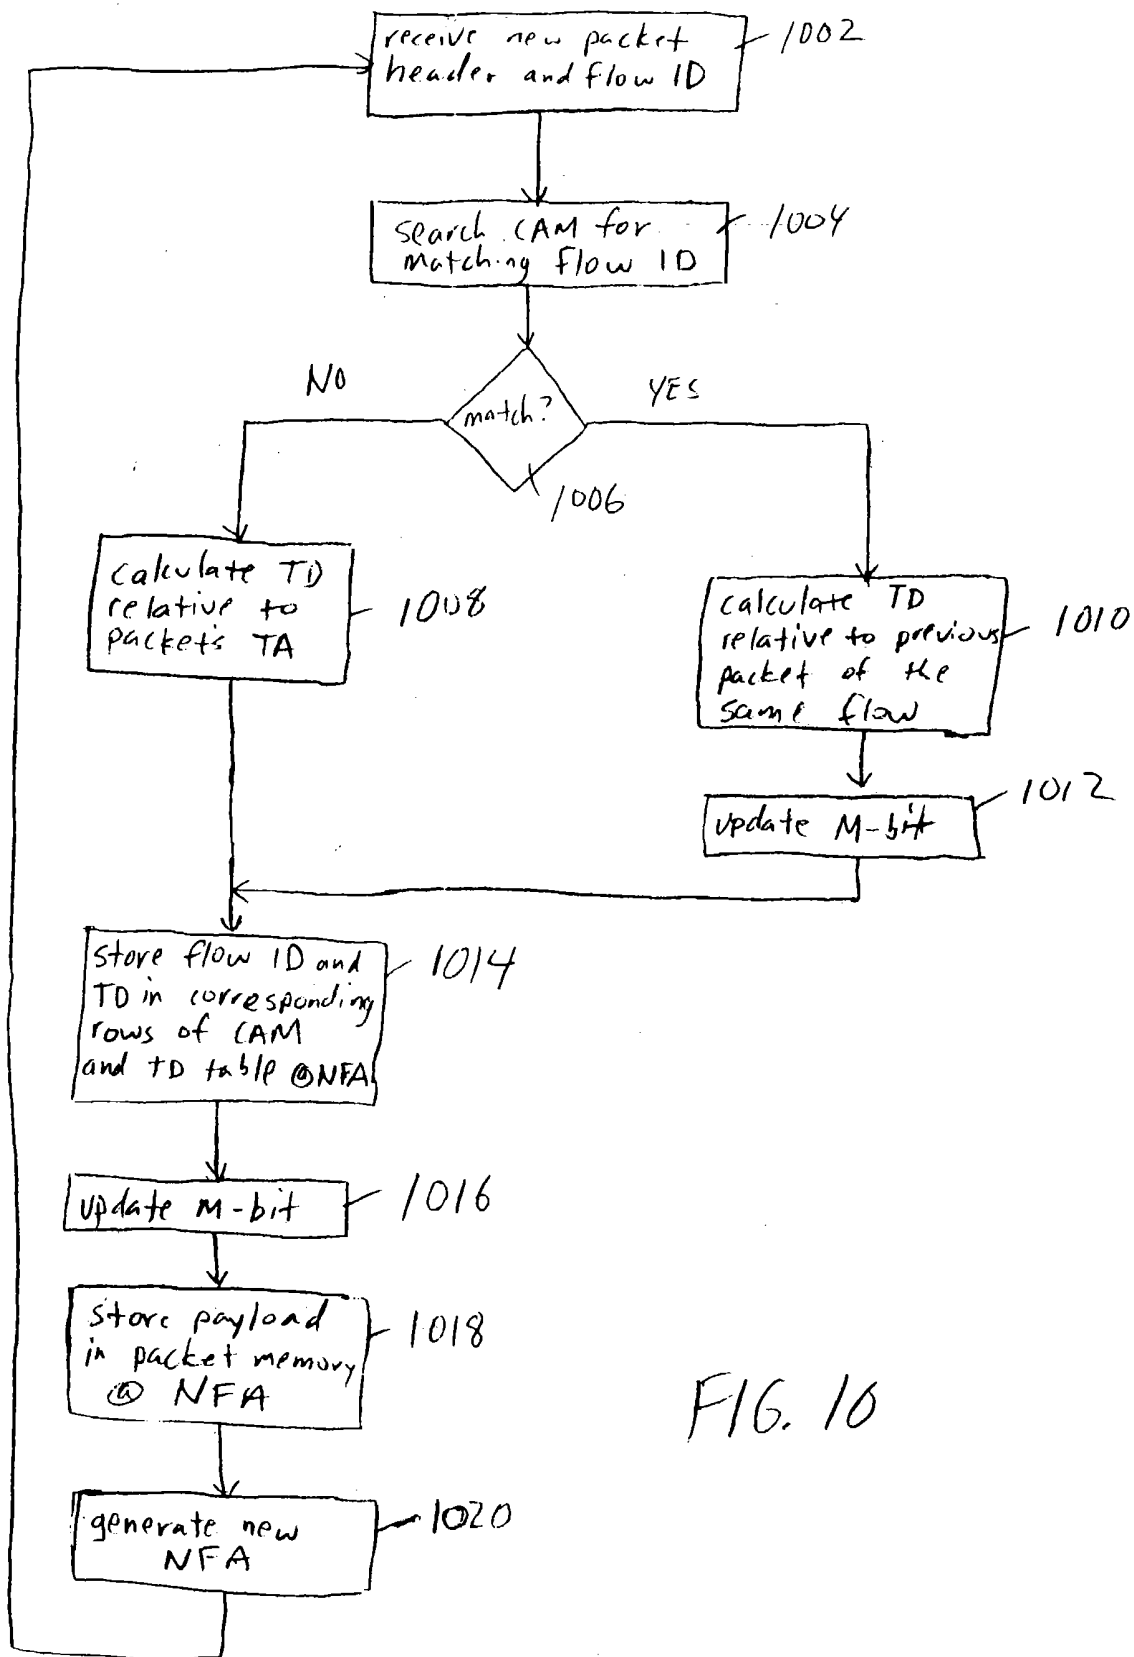 receive new packet
header and flow ID
1002
search CAM for
matching flow ID
1004
NO
YES
match?
1006
calculate TD
relative to
packets TA
1008
calculate TD
relative to previous
packet of the
same flow
1010
update M-bit
1012
store flow ID and
TD in corresponding
rows of CAM
and TD table @NFA
1014
update M-bit
1016
store payload
in packet memory
@ NFA
1018
generate new
NFA
1020
FIG. 10